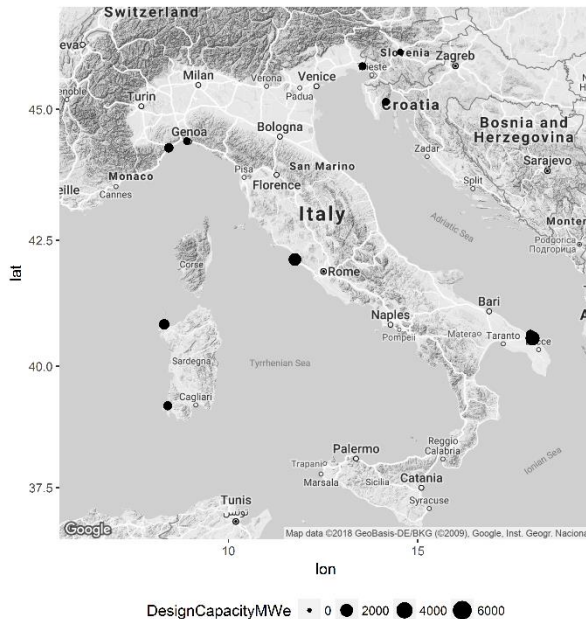 Switzerland
eva
Milan
Verona
Venice
Padua
Turin
Slovenia
Zagreb
Trieste
Croatia
45.0
Genoa
Bologna
Bosnia and
Herzegovina
Zadar
Sarajevo
Monaco
Cannes
eille
Pisa
San Marino
Florence
Split
Adriatic Sea
Italy
Podgorica
Подгорица
42.5
Corse
Rome
lat
Naples
Pompeii
Bari
Matera
Taranto
Tyrrhenian Sea
40.0
Sardegna
Cagliari
Reggio
Calabria
Ionian Sea
Palermo
Trapani
Marsala
Sicilia
Catania
Syracuse
37.5
Tunis
تونس
Google
Map data ©2018 GeoBasis-DE/BKG (©2009), Google, Inst. Geogr. Naciona
10
15
lon
DesignCapacityMWe
0
2000
4000
6000